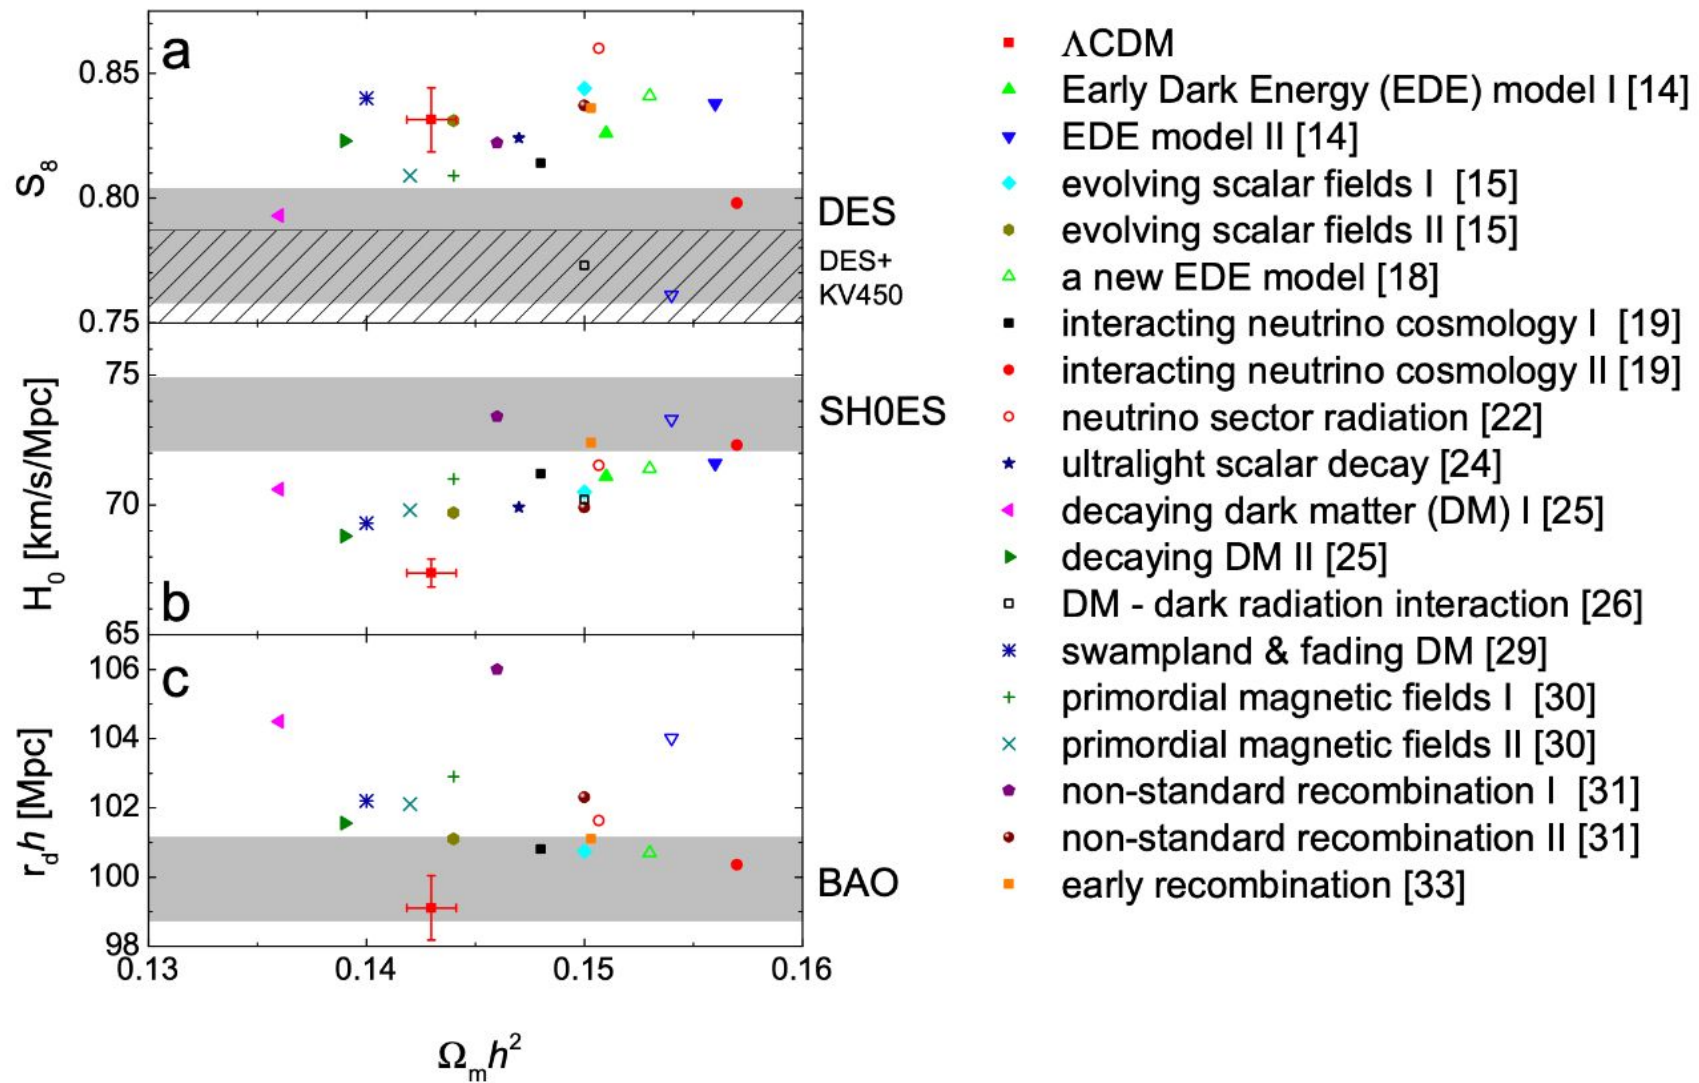 a
0.85
0.80
0.75
S₈
DES
DES+
KV450
75
70
65
H₀ [km/s/Mpc]
b
SH0ES
106
104
102
100
98
c
r_d h [Mpc]
BAO
0.13 0.14 0.15 0.16
Ωₘh²
ΛCDM
Early Dark Energy (EDE) model I [14]
EDE model II [14]
evolving scalar fields I [15]
evolving scalar fields II [15]
a new EDE model [18]
interacting neutrino cosmology I [19]
interacting neutrino cosmology II [19]
neutrino sector radiation [22]
ultralight scalar decay [24]
decaying dark matter (DM) I [25]
decaying DM II [25]
DM - dark radiation interaction [26]
swampland & fading DM [29]
primordial magnetic fields I [30]
primordial magnetic fields II [30]
non-standard recombination I [31]
non-standard recombination II [31]
early recombination [33]